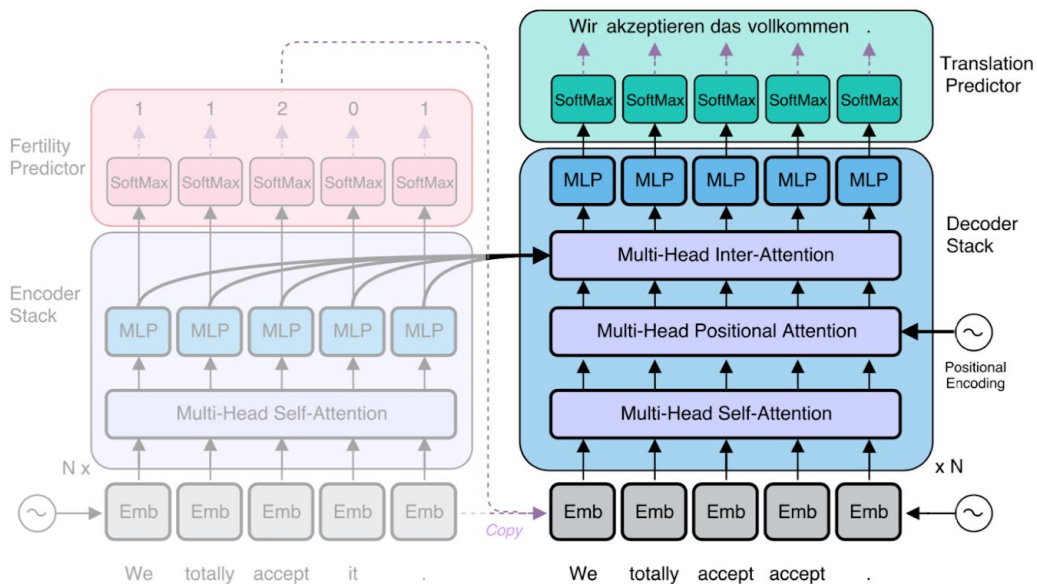 Wir akzeptieren das vollkommen .
SoftMax SoftMax SoftMax SoftMax SoftMax
Translation
Predictor
1 1 2 0 1
Fertility
Predictor
SoftMax SoftMax SoftMax SoftMax SoftMax
MLP MLP MLP MLP MLP
Decoder
Stack
Multi-Head Inter-Attention
Encoder
Stack
MLP MLP MLP MLP MLP
Multi-Head Positional Attention
Positional
Encoding
Multi-Head Self-Attention
Multi-Head Self-Attention
N x
x N
Emb Emb Emb Emb Emb
Copy
Emb Emb Emb Emb Emb
We totally accept it .
We totally accept accept .